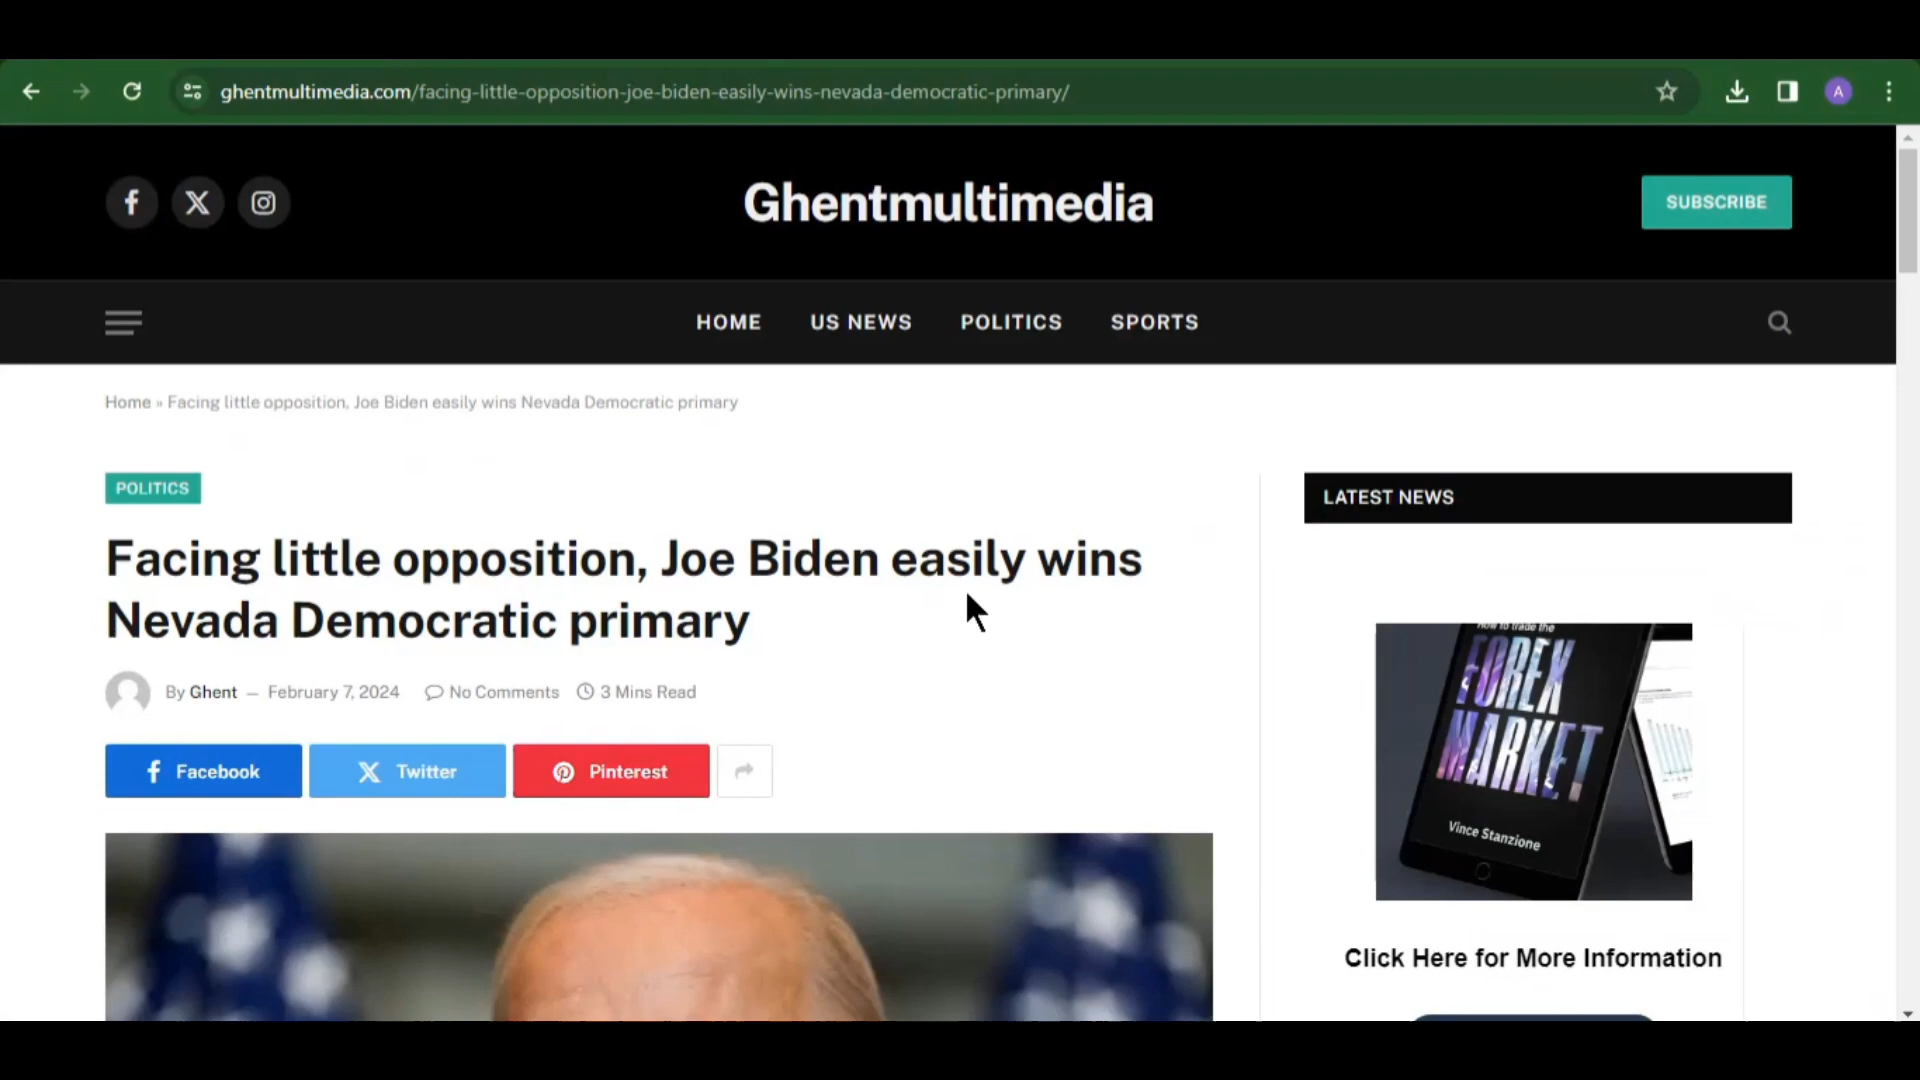 ghentmultimedia.com/facing-little-opposition-joe-biden-easily-wins-nevada-democratic-primary/
A
Ghentmultimedia
SUBSCRIBE
HOME US NEWS POLITICS SPORTS
Home » Facing little opposition, Joe Biden easily wins Nevada Democratic primary
POLITICS
Facing little opposition, Joe Biden easily wins
Nevada Democratic primary
By Ghent — February 7, 2024 No Comments 3 Mins Read
Facebook Twitter Pinterest
LATEST NEWS
How to trade the
FOREX
MARKET
Vince Stanzione
Click Here for More Information